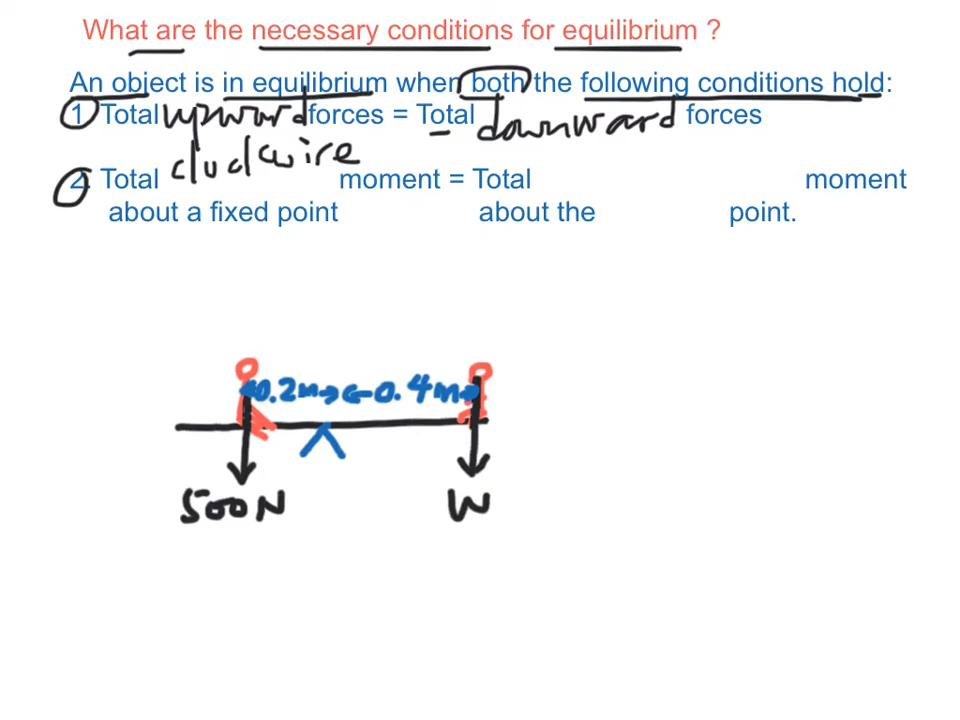 What are the necessary conditions for equilibrium ?
An object is in equilibrium when both the following conditions hold:
1. Total upward forces = Total downward forces
2. Total clockwise moment = Total moment
about a fixed point about the point.
0.2m 0.4m
500N W